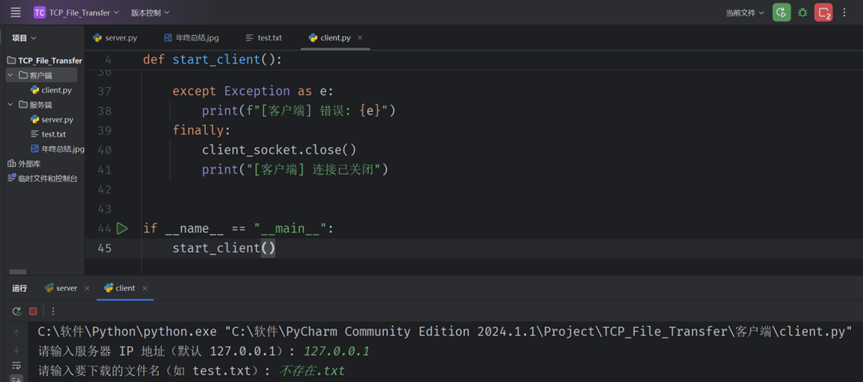 TC TCP_File_Transfer 版本控制 当前文件 2
项目 server.py 年终总结.jpg test.txt client.py
TCP_File_Transfer
客户端
client.py
服务端
server.py
test.txt
年终总结.jpg
外部库
临时文件和控制台
4 def start_client():
36
37 except Exception as e:
38 print(f"[客户端] 错误: {e}")
39 finally:
40 client_socket.close()
41 print("[客户端] 连接已关闭")
42
43
44 if __name__ == "__main__":
45 start_client()
运行 server client
C:\软件\Python\python.exe "C:\软件\PyCharm Community Edition 2024.1.1\Project\TCP_File_Transfer\客户端\client.py"
请输入服务器 IP 地址（默认 127.0.0.1）: 127.0.0.1
请输入要下载的文件名（如 test.txt）: 不存在.txt